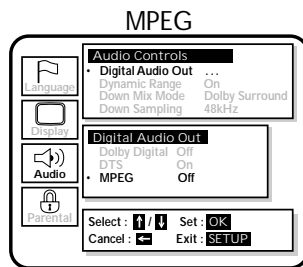 MPEG
Audio Controls
• Digital Audio Out ...
Dynamic Range On
Down Mix Mode Dolby Surround
Down Sampling 48kHz
Language
Display
Audio
Parental
Digital Audio Out
Dolby Digital Off
DTS On
• MPEG Off
Select : ↑ / ↓ Set : OK
Cancel : ← Exit : SETUP